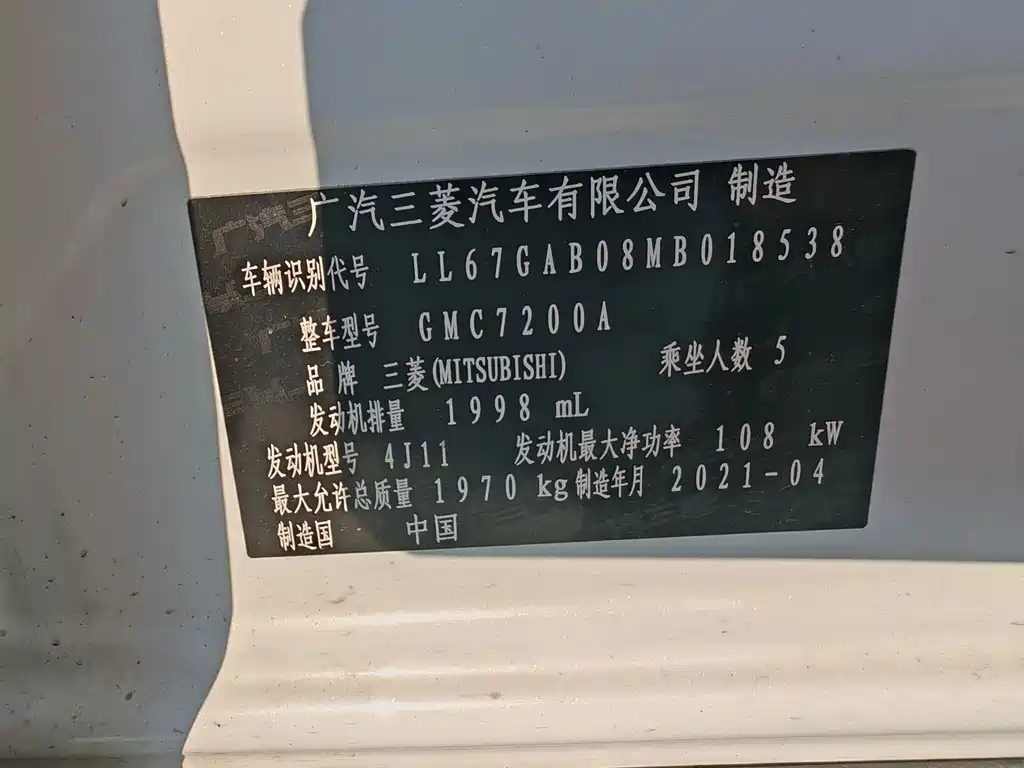 广汽三菱汽车有限公司 制造
车辆识别代号 LL67GAB08MB018538
整车型号 GMC7200A
品牌 三菱(MITSUBISHI) 乘坐人数 5
发动机排量 1998 mL
发动机型号 4J11 发动机最大净功率 108 kW
最大允许总质量 1970 kg 制造年月 2021-04
制造国 中国